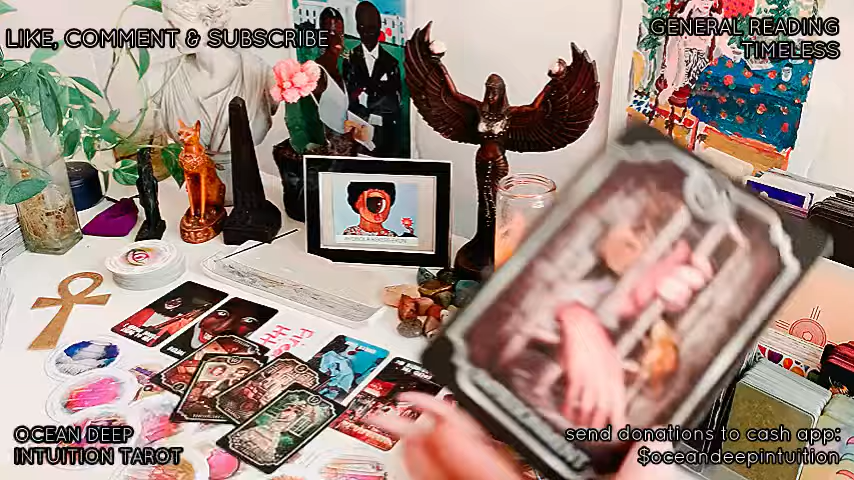 LIKE, COMMENT & SUBSCRIBE
GENERAL READING
TIMELESS
OCEAN DEEP
INTUITION TAROT
send donations to cash app:
$oceandeepintuition